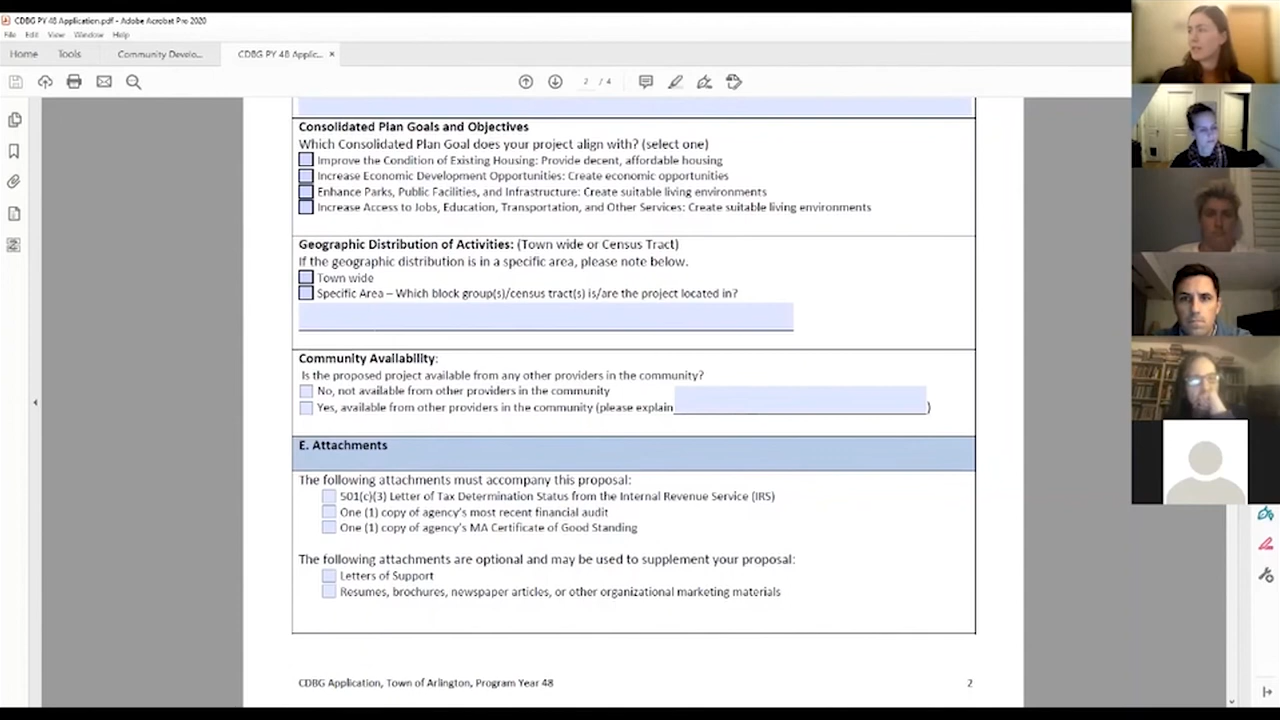 CDBG PY 48 Application.pdf - Adobe Acrobat Pro 2020
File Edit View Window Help
Home Tools Community Develo... CDBG PY 48 Applic... ×
2 / 4
Consolidated Plan Goals and Objectives
Which Consolidated Plan Goal does your project align with? (select one)
Improve the Condition of Existing Housing: Provide decent, affordable housing
Increase Economic Development Opportunities: Create economic opportunities
Enhance Parks, Public Facilities, and Infrastructure: Create suitable living environments
Increase Access to Jobs, Education, Transportation, and Other Services: Create suitable living environments
Geographic Distribution of Activities: (Town wide or Census Tract)
If the geographic distribution is in a specific area, please note below.
Town wide
Specific Area – Which block group(s)/census tract(s) is/are the project located in?
Community Availability:
Is the proposed project available from any other providers in the community?
No, not available from other providers in the community
Yes, available from other providers in the community (please explain )
E. Attachments
The following attachments must accompany this proposal:
501(c)(3) Letter of Tax Determination Status from the Internal Revenue Service (IRS)
One (1) copy of agency's most recent financial audit
One (1) copy of agency's MA Certificate of Good Standing
The following attachments are optional and may be used to supplement your proposal:
Letters of Support
Resumes, brochures, newspaper articles, or other organizational marketing materials
CDBG Application, Town of Arlington, Program Year 48 2